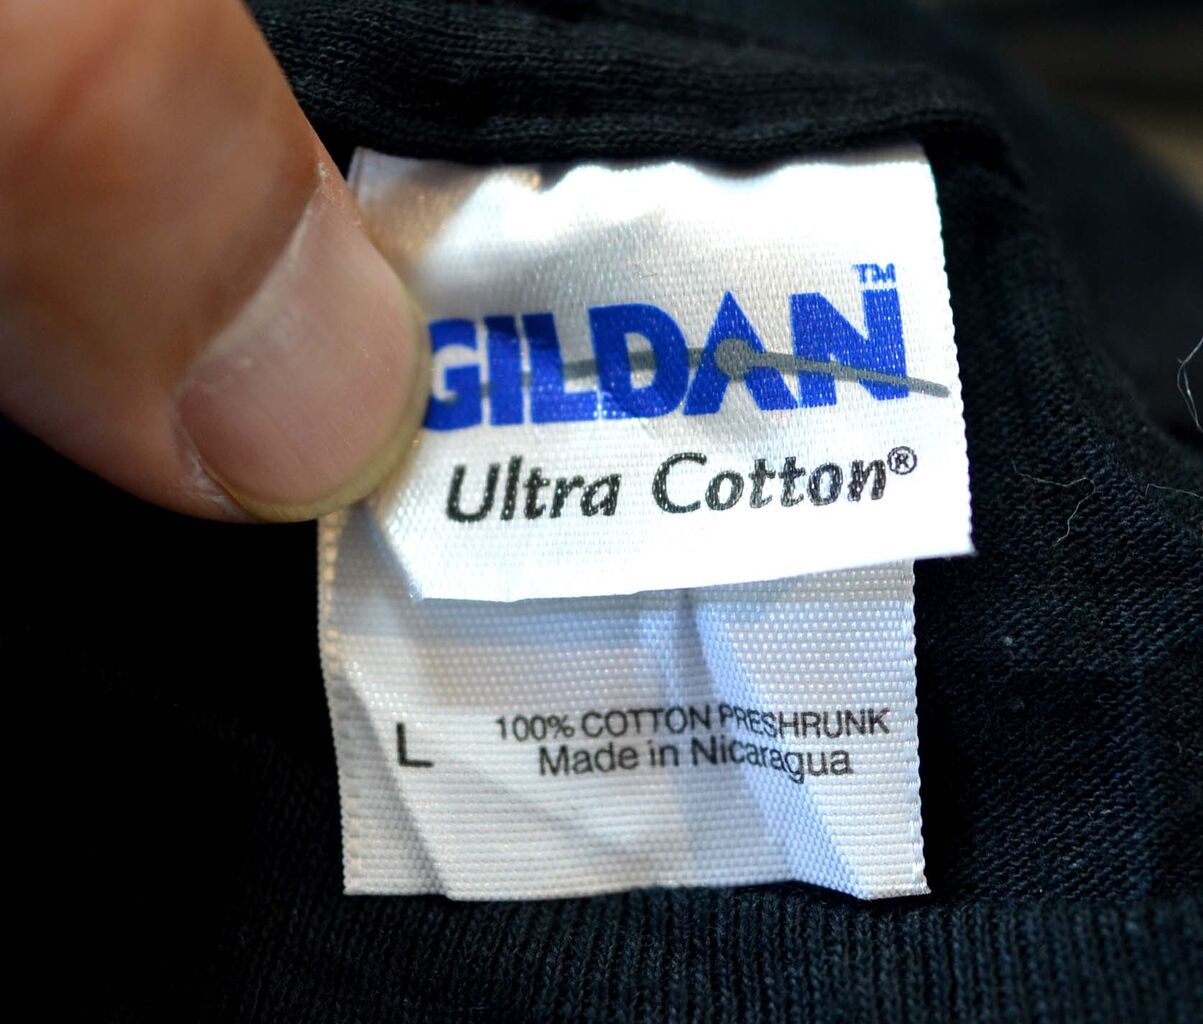 GILDAN™
Ultra Cotton®
L
100% COTTON PRESHRUNK
Made in Nicaragua